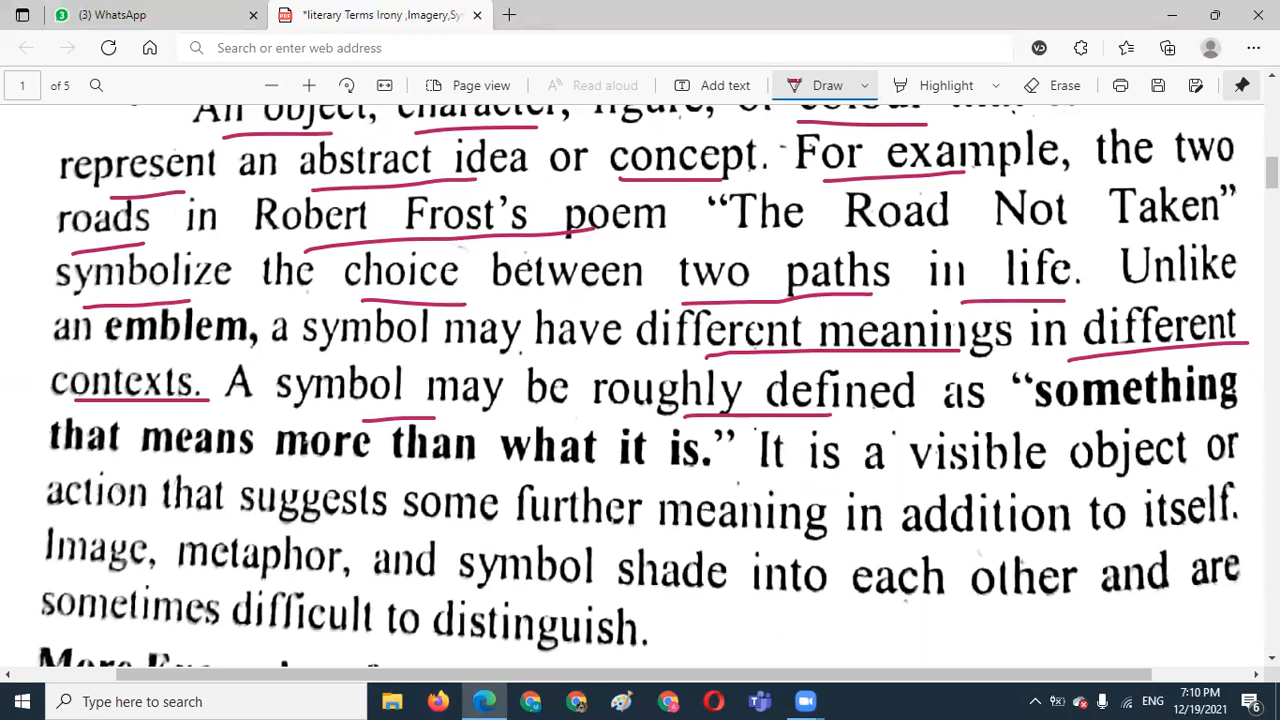 (3) WhatsApp
*literary Terms Irony ,Imagery,Sy
Search or enter web address
1 of 5
Page view
Read aloud
Add text
Draw
Highlight
Erase
An object, character, figure, or colour
represent an abstract idea or concept. For example, the two
roads in Robert Frost's poem “The Road Not Taken”
symbolize the choice between two paths in life. Unlike
an emblem, a symbol may have different meanings in different
contexts. A symbol may be roughly defined as “something
that means more than what it is.” It is a visible object or
action that suggests some further meaning in addition to itself.
Image, metaphor, and symbol shade into each other and are
sometimes difficult to distinguish.
More
Type here to search
ENG
7:10 PM
12/19/2021
6